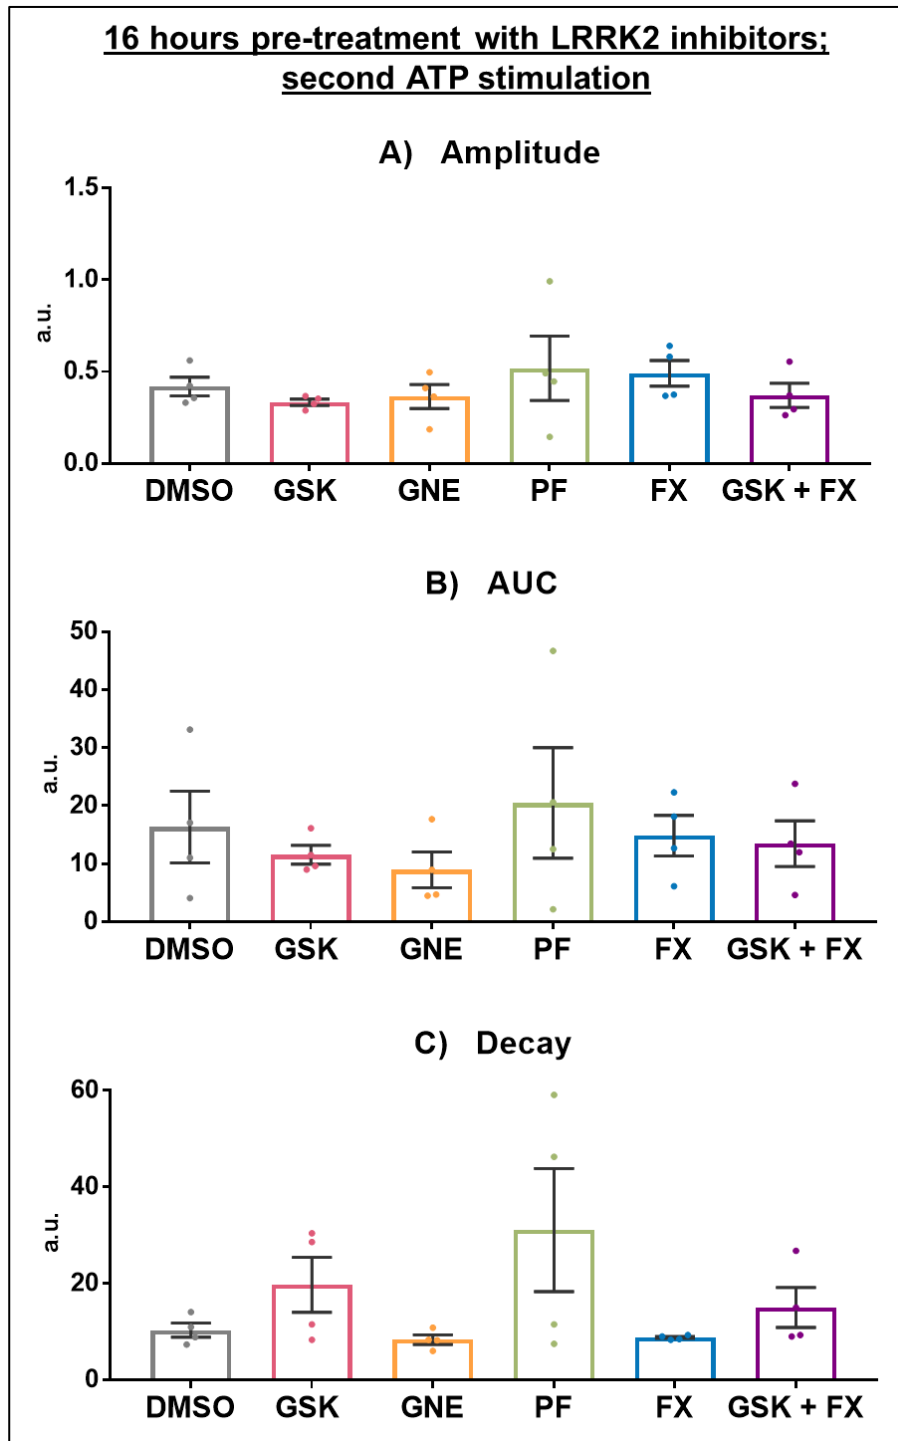 16 hours pre-treatment with LRRK2 inhibitors;
second ATP stimulation
A) Amplitude
1.5
1.0
0.5
0.0
a.u.
DMSO GSK GNE PF FX GSK + FX
B) AUC
50
40
30
20
10
0
a.u.
DMSO GSK GNE PF FX GSK + FX
C) Decay
60
40
20
0
a.u.
DMSO GSK GNE PF FX GSK + FX